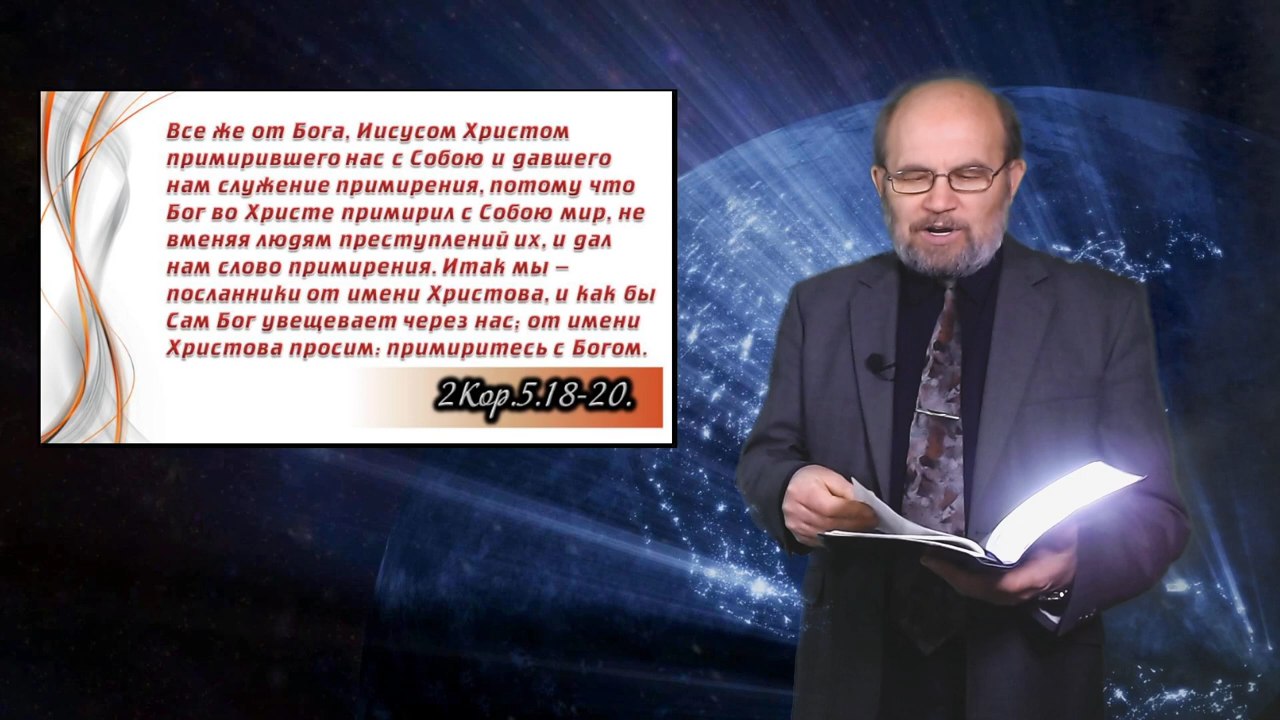 Все же от Бога, Иисусом Христом
примирившего нас с Собою и давшего
нам служение примирения, потому что
Бог во Христе примирил с Собою мир, не
вменяя людям преступлений их, и дал
нам слово примирения. Итак мы –
посланники от имени Христова, и как бы
Сам Бог увещевает через нас; от имени
Христова просим: примиритесь с Богом.
2Кор.5.18-20.